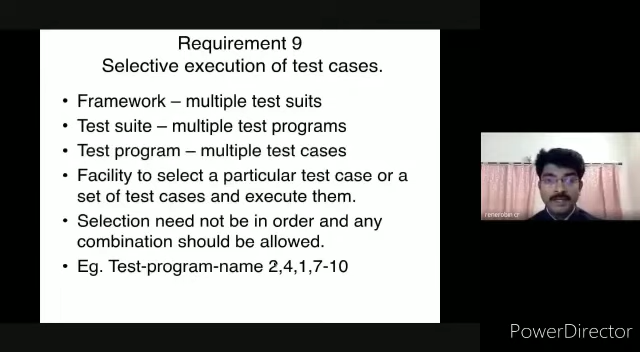 Requirement 9
Selective execution of test cases.
• Framework – multiple test suits
• Test suite – multiple test programs
• Test program – multiple test cases
• Facility to select a particular test case or a
set of test cases and execute them.
• Selection need not be in order and any
combination should be allowed.
• Eg. Test-program-name 2,4,1,7-10
renerobin cr
PowerDirector